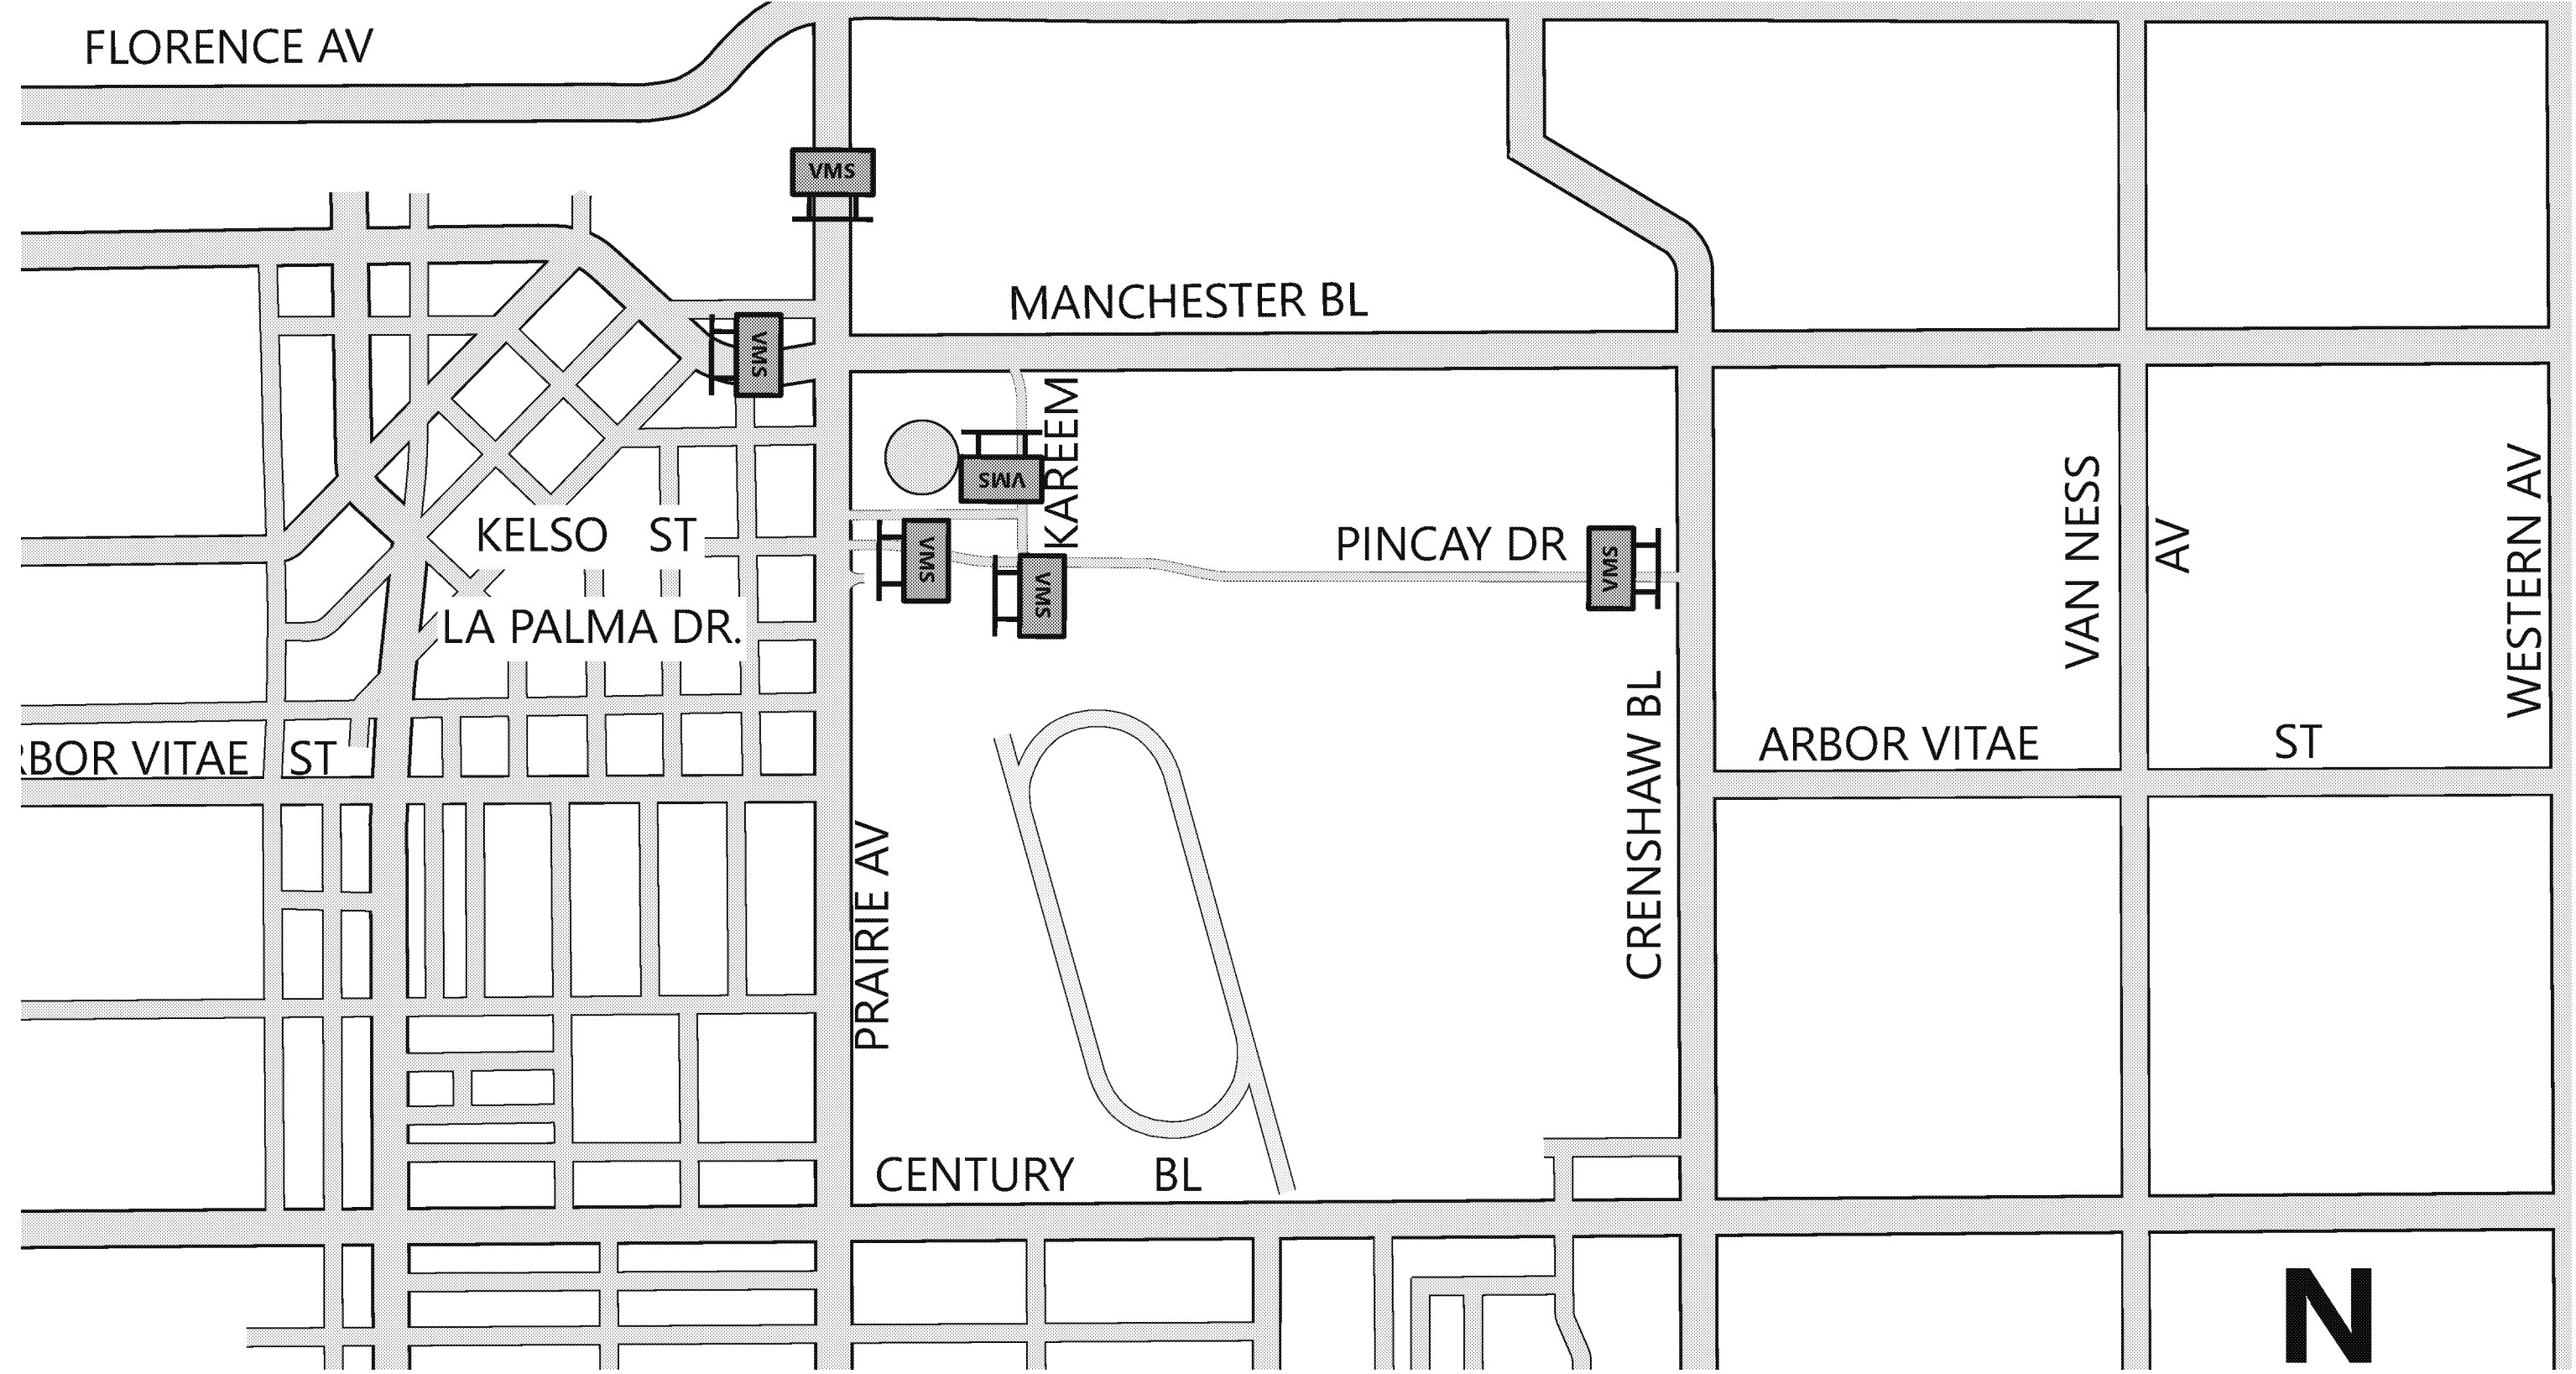 FLORENCE AV
VMS
MANCHESTER BL
VMS
KAREEM
VMS
KELSO ST
VMS
VMS
PINCAY DR
VMS
VAN NESS
AV
WESTERN AV
LA PALMA DR.
RBOR VITAE ST
ARBOR VITAE ST
CRENSHAW BL
PRAIRIE AV
CENTURY BL
N